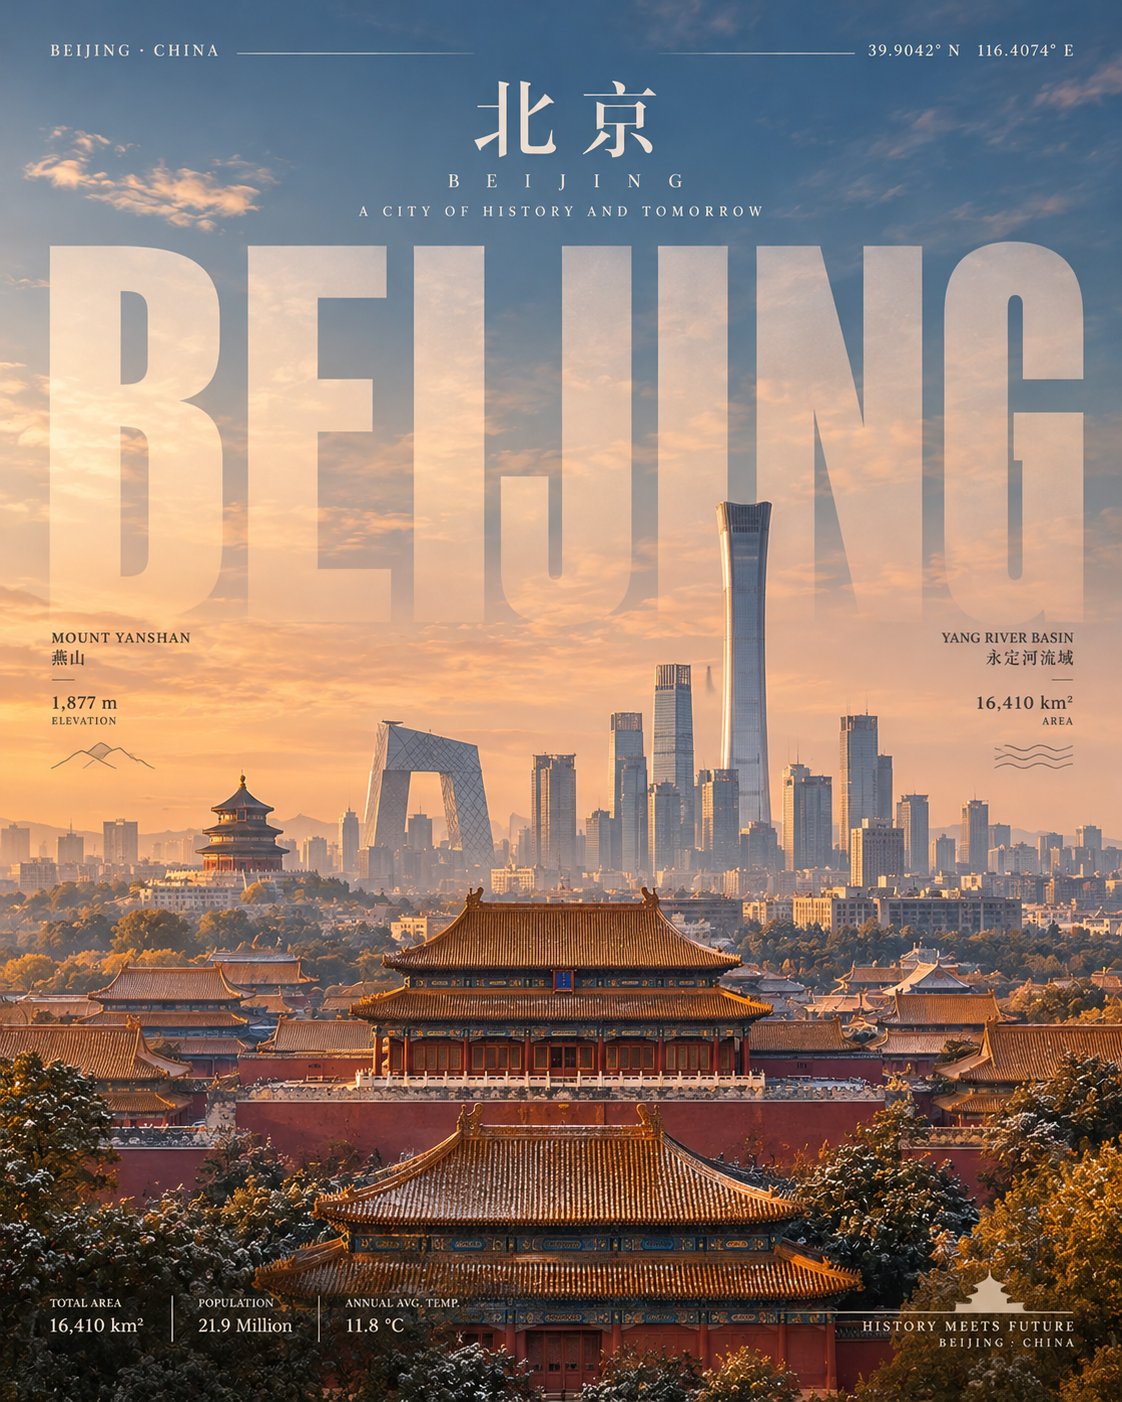 BEIJING · CHINA
39.9042° N 116.4074° E
北京
BEIJING
A CITY OF HISTORY AND TOMORROW
BEIJING
MOUNT YANSHAN
燕山
1,877 m
ELEVATION
YANG RIVER BASIN
永定河流域
16,410 km²
AREA
TOTAL AREA
16,410 km²
POPULATION
21.9 Million
ANNUAL AVG. TEMP.
11.8 °C
HISTORY MEETS FUTURE
BEIJING · CHINA